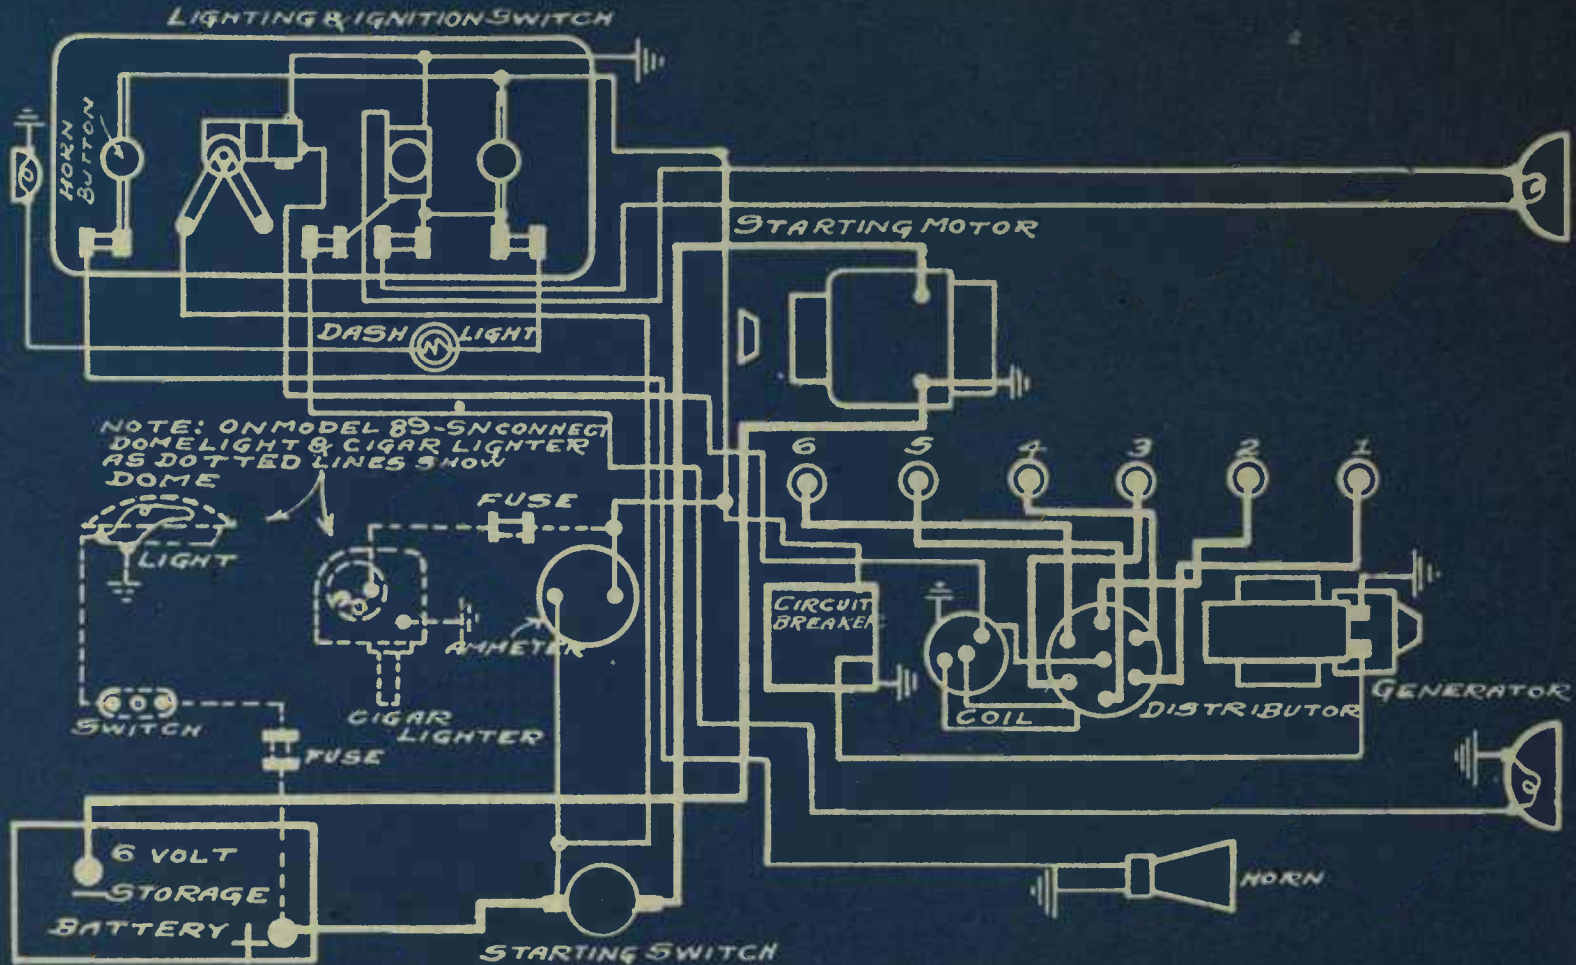 LIGHTING & IGNITION SWITCH
HORN
BUTTON
STARTING MOTOR
DASH LIGHT
NOTE: ON MODEL 89-SN CONNECT
DOMELIGHT & CIGAR LIGHTER
AS DOTTED LINES SHOW
DOME
LIGHT
FUSE
6 5 4 3 2 1
CIRCUIT
BREAKER
AMMETER
COIL
DISTRIBUTOR
GENERATOR
SWITCH
CIGAR
LIGHTER
FUSE
6 VOLT
- STORAGE
BATTERY +
STARTING SWITCH
HORN